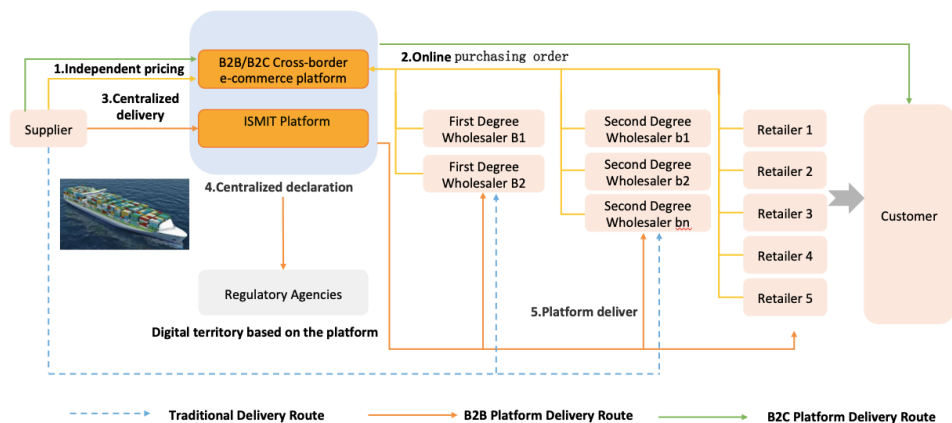 1.Independent pricing
B2B/B2C Cross-border
e-commerce platform
2.Online purchasing order
3.Centralized
delivery
Supplier
ISMIT Platform
First Degree
Wholesaler B1
Second Degree
Wholesaler b1
Retailer 1
First Degree
Wholesaler B2
Second Degree
Wholesaler b2
Retailer 2
4.Centralized declaration
Second Degree
Wholesaler bn
Retailer 3
Customer
Retailer 4
Regulatory Agencies
Retailer 5
5.Platform deliver
Digital territory based on the platform
Traditional Delivery Route
B2B Platform Delivery Route
B2C Platform Delivery Route